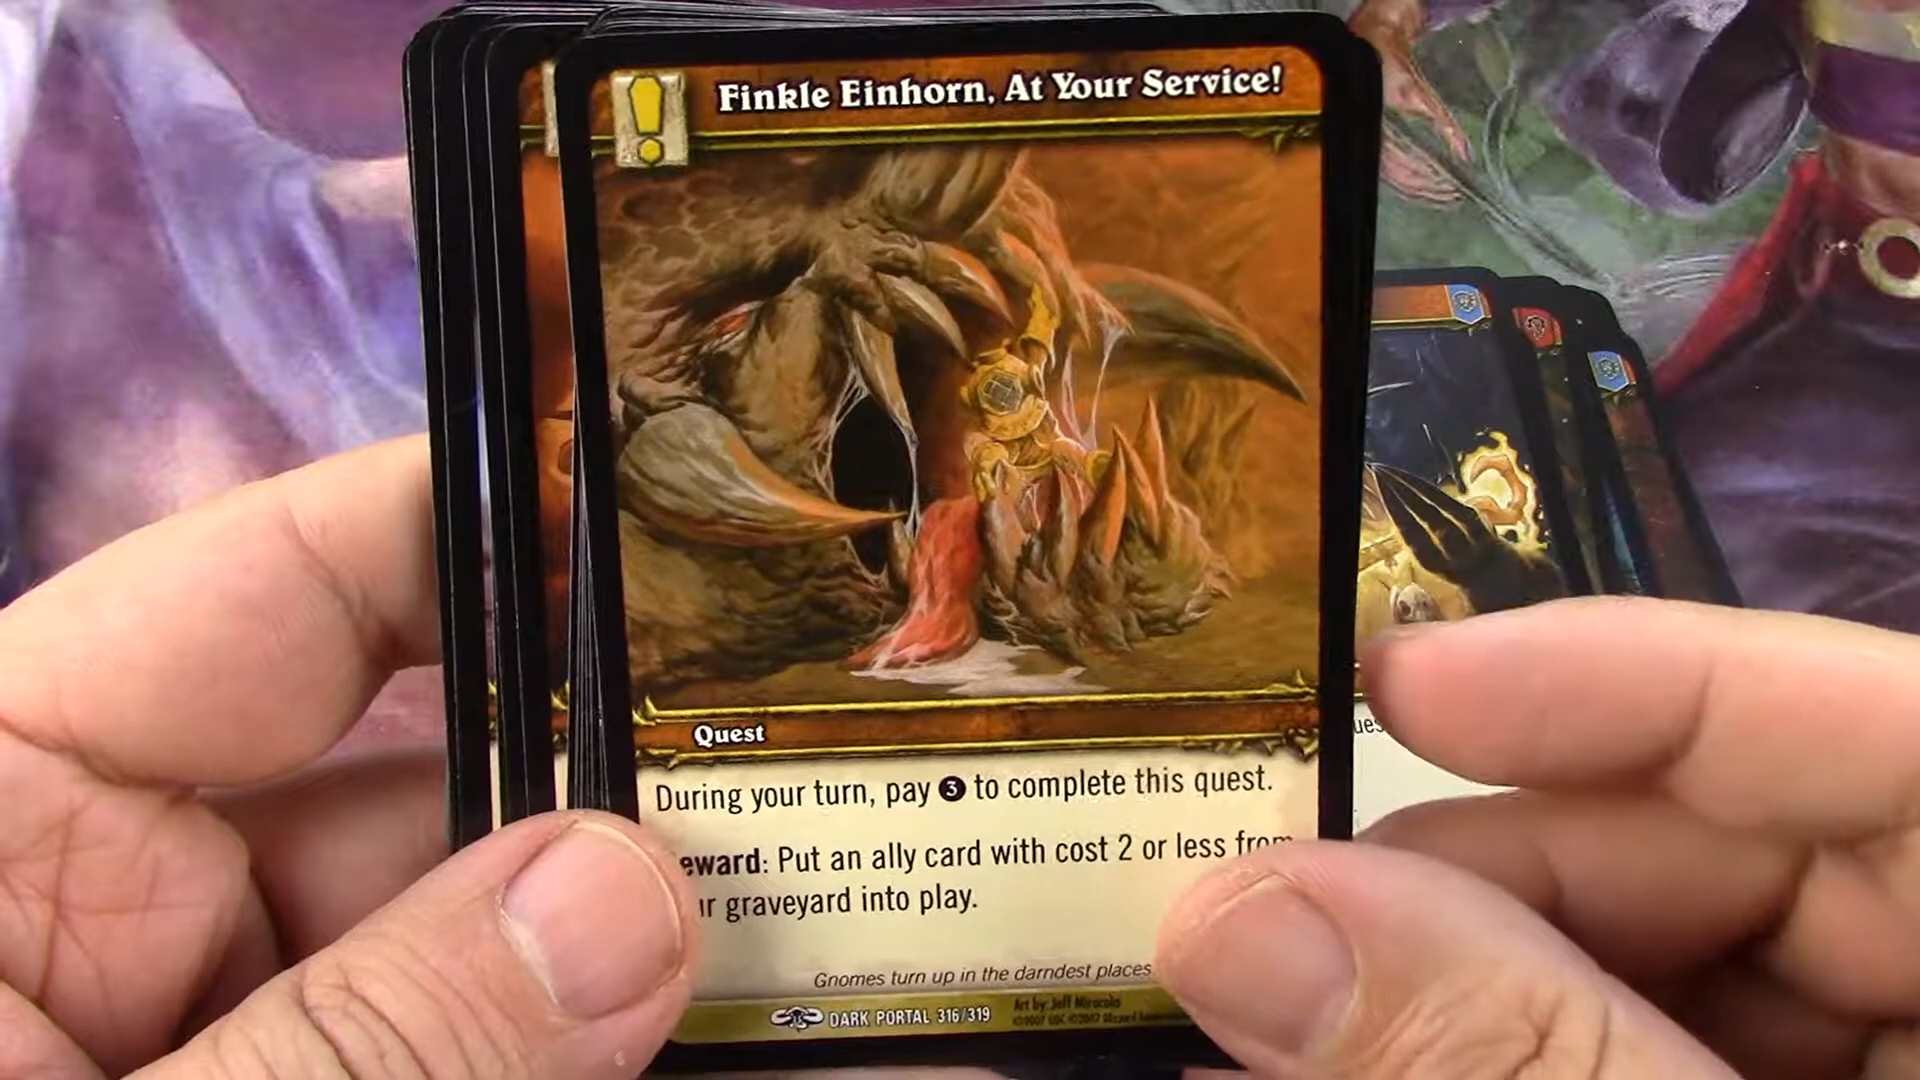 Finkle Einhorn, At Your Service!
Quest
During your turn, pay 3 to complete this quest.
eward: Put an ally card with cost 2 or less from
ur graveyard into play.
Gnomes turn up in the darndest places
DARK PORTAL 316/319
Art by: Jeff Miracola
ues